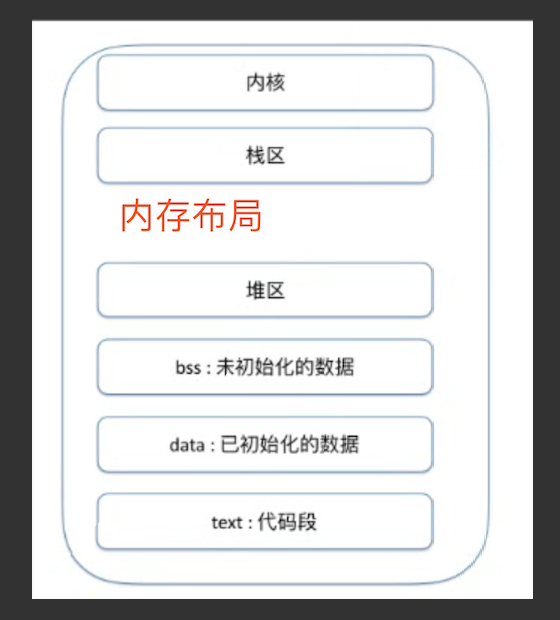 内核
栈区
内存布局
堆区
bss : 未初始化的数据
data : 已初始化的数据
text : 代码段